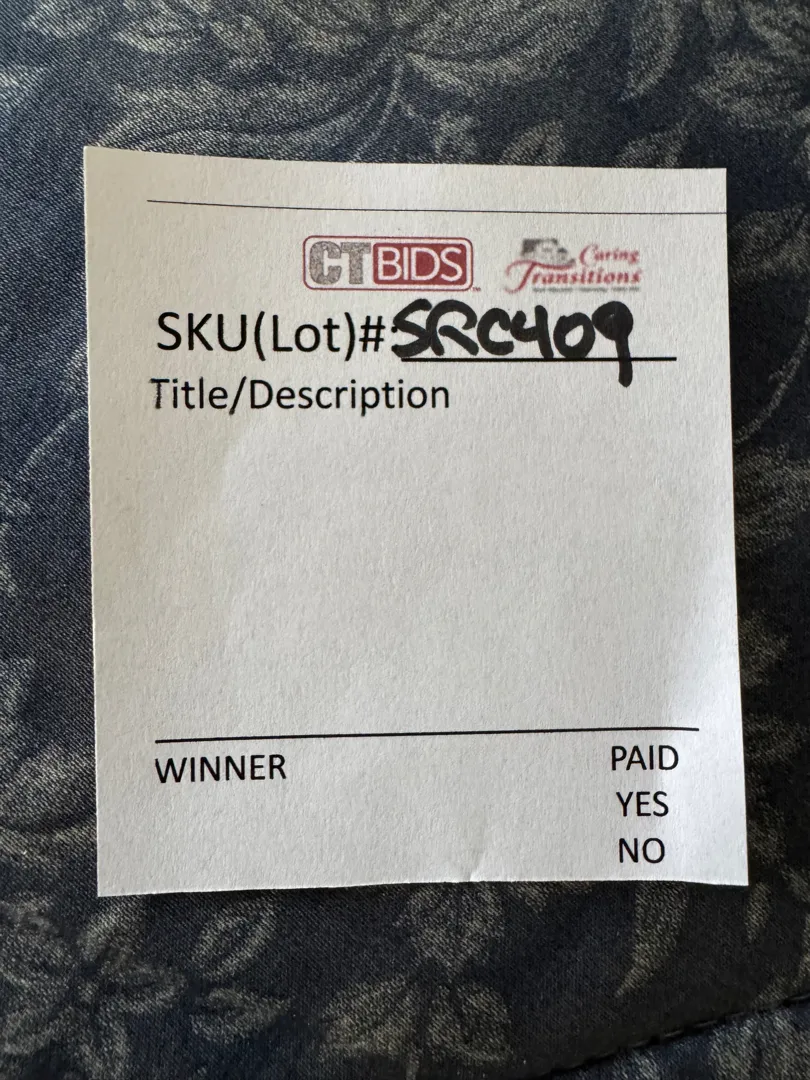 CTBIDS
Caring
Transitions
SKU(Lot)#: SRC409
Title/Description
WINNER
PAID
YES
NO